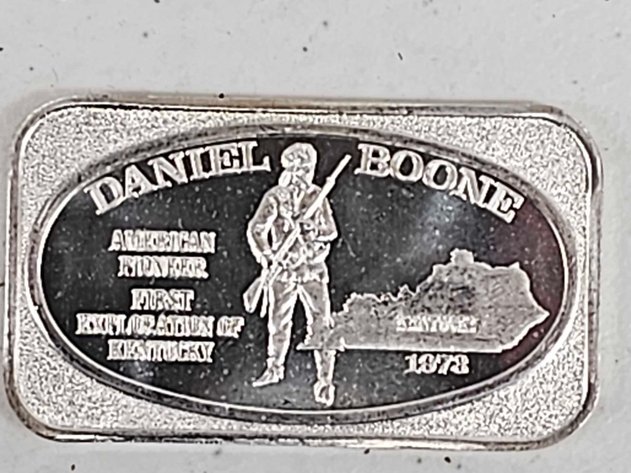 DANIEL BOONE
AMERICAN
PIONEER
FIRST
EXPLORATION OF
KENTUCKY
KENTUCKY
1973